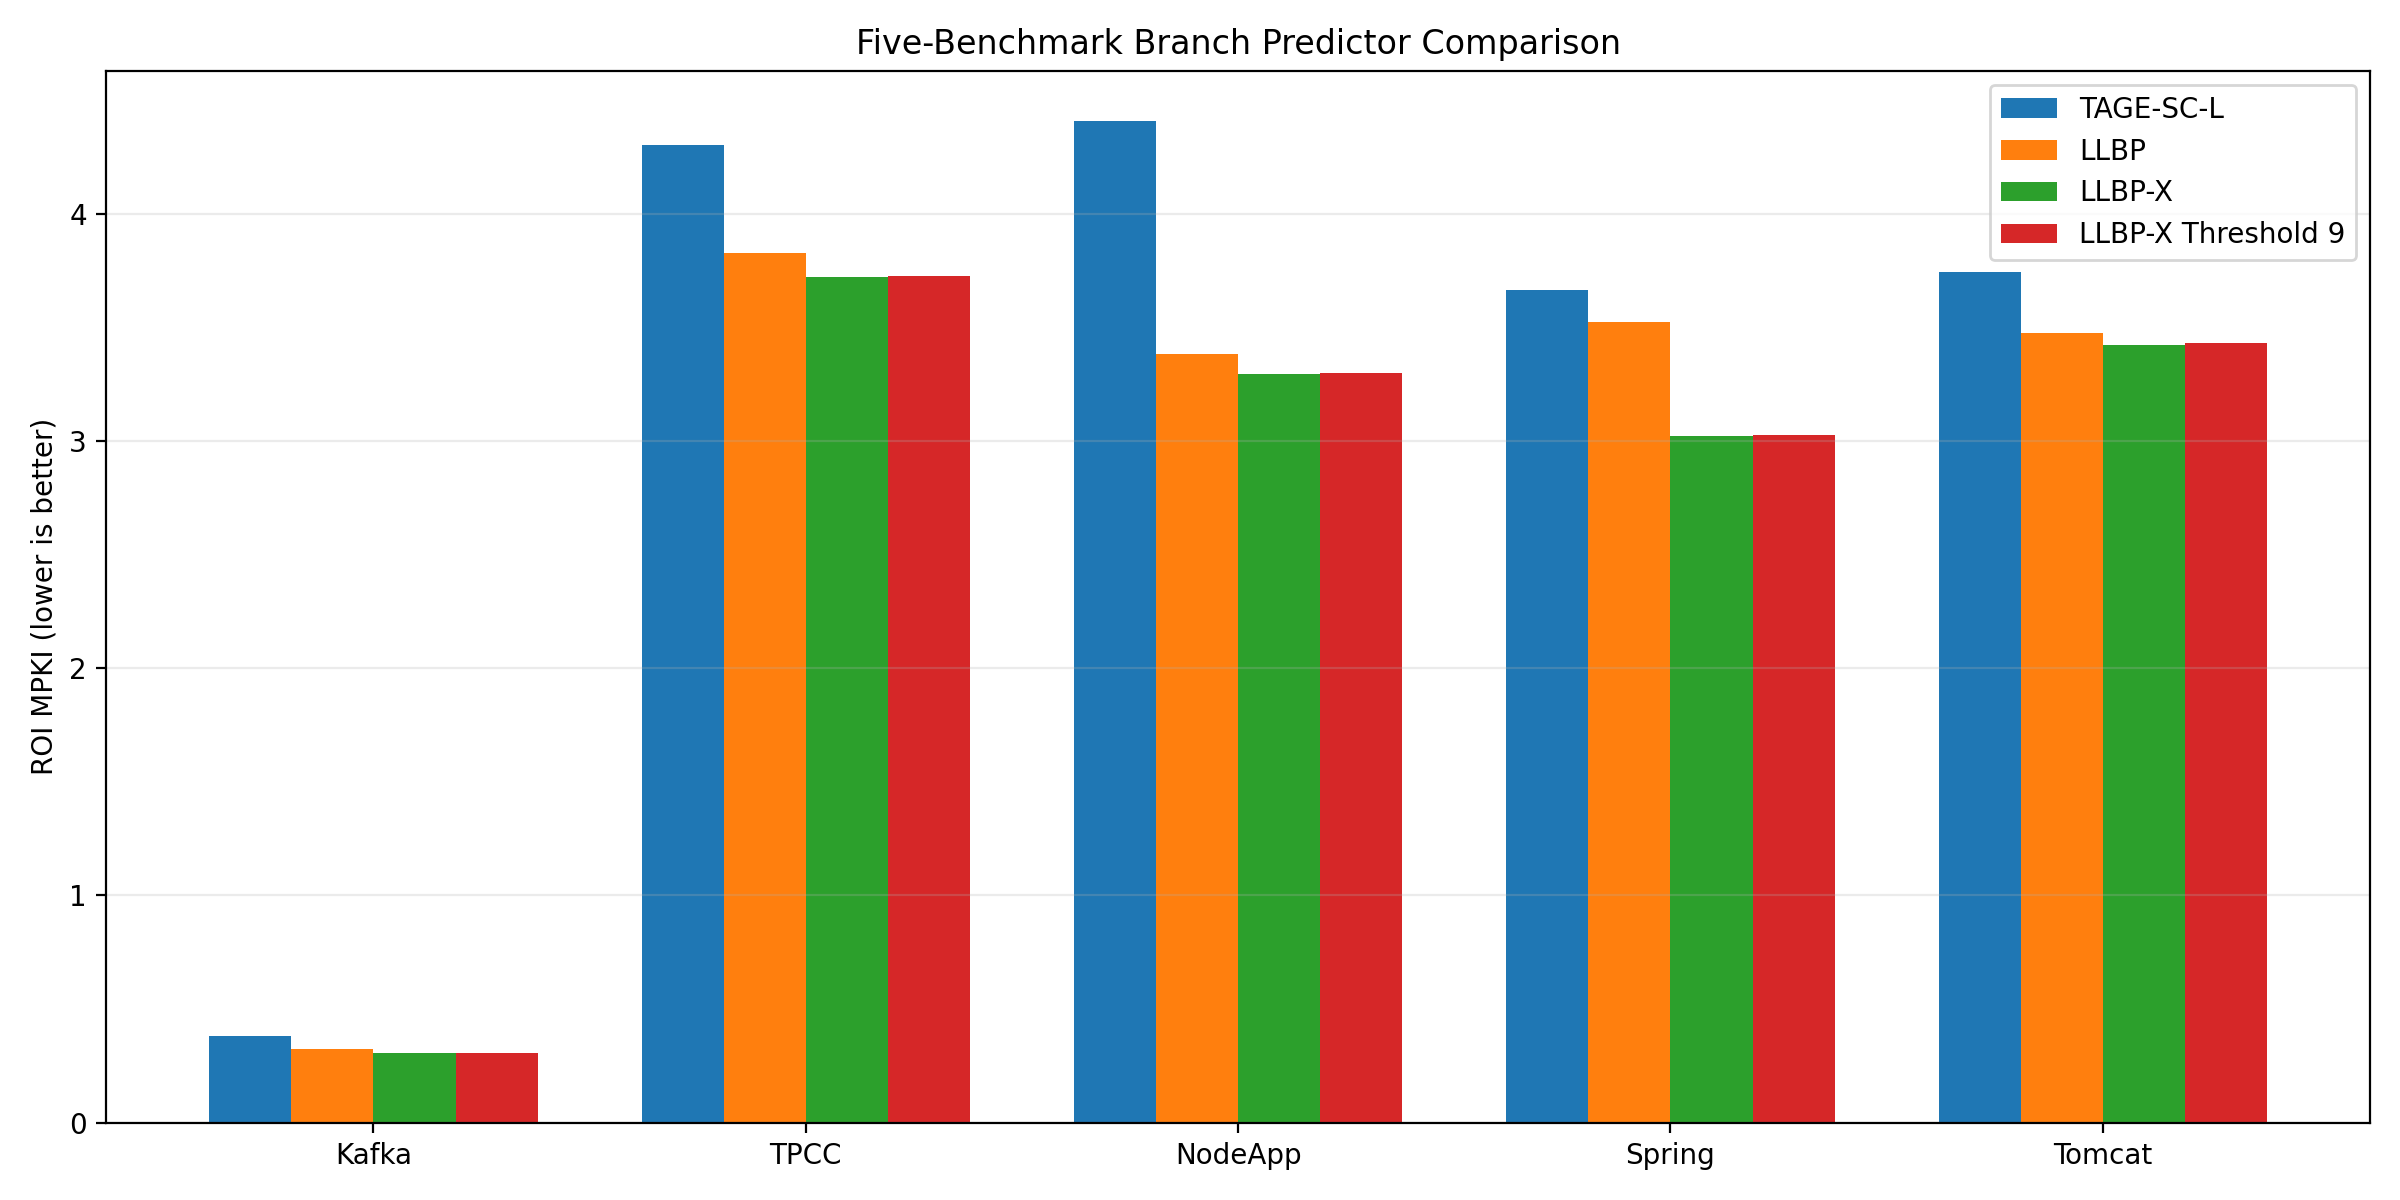 Five-Benchmark Branch Predictor Comparison
TAGE-SC-L
LLBP
LLBP-X
LLBP-X Threshold 9
ROI MPKI (lower is better)
4
3
2
1
0
Kafka
TPCC
NodeApp
Spring
Tomcat